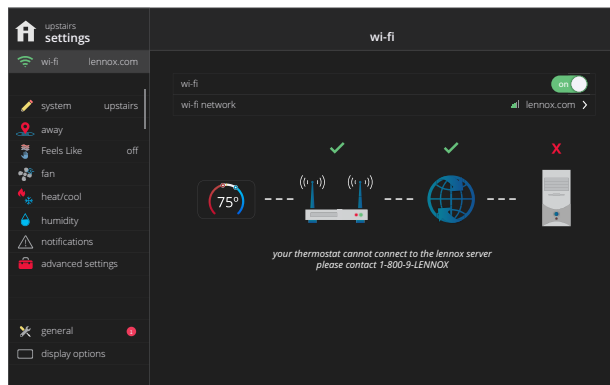 upstairs
settings
wi-fi
wi-fi lennox.com
wi-fi on
wi-fi network lennox.com
system upstairs
away
Feels Like off
fan
heat/cool
humidity
notifications
advanced settings
general 1
display options
X
75°
your thermostat cannot connect to the lennox server
please contact 1-800-9-LENNOX